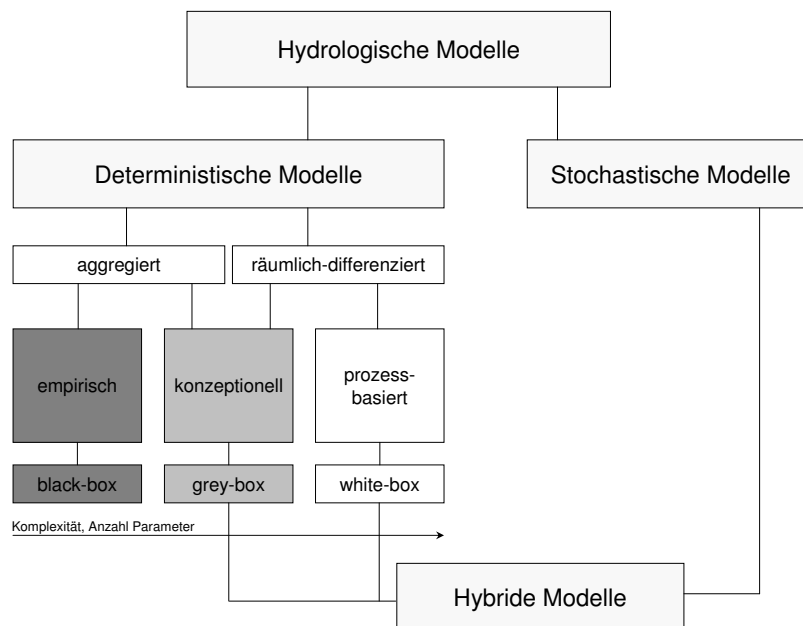 Hydrologische Modelle
Deterministische Modelle
Stochastische Modelle
aggregiert
räumlich-differenziert
empirisch
konzeptionell
prozess-
basiert
black-box
grey-box
white-box
Komplexität, Anzahl Parameter
Hybride Modelle